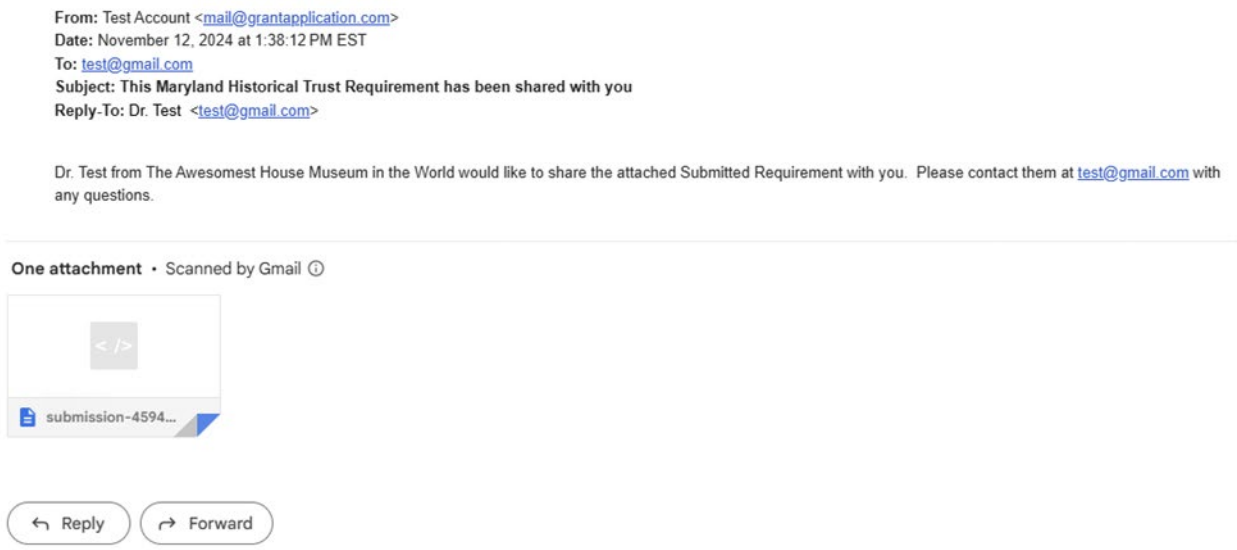 From: Test Account <mail@grantapplication.com>
Date: November 12, 2024 at 1:38:12 PM EST
To: test@gmail.com
Subject: This Maryland Historical Trust Requirement has been shared with you
Reply-To: Dr. Test <test@gmail.com>
Dr. Test from The Awesomest House Museum in the World would like to share the attached Submitted Requirement with you. Please contact them at test@gmail.com with
any questions.
One attachment • Scanned by Gmail
< />
submission-4594...
Reply Forward